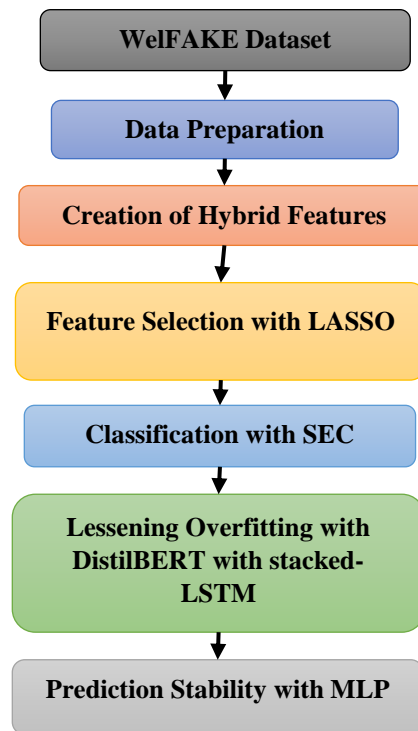 WelFAKE Dataset
Data Preparation
Creation of Hybrid Features
Feature Selection with LASSO
Classification with SEC
Lessening Overfitting with
DistilBERT with stacked-
LSTM
Prediction Stability with MLP